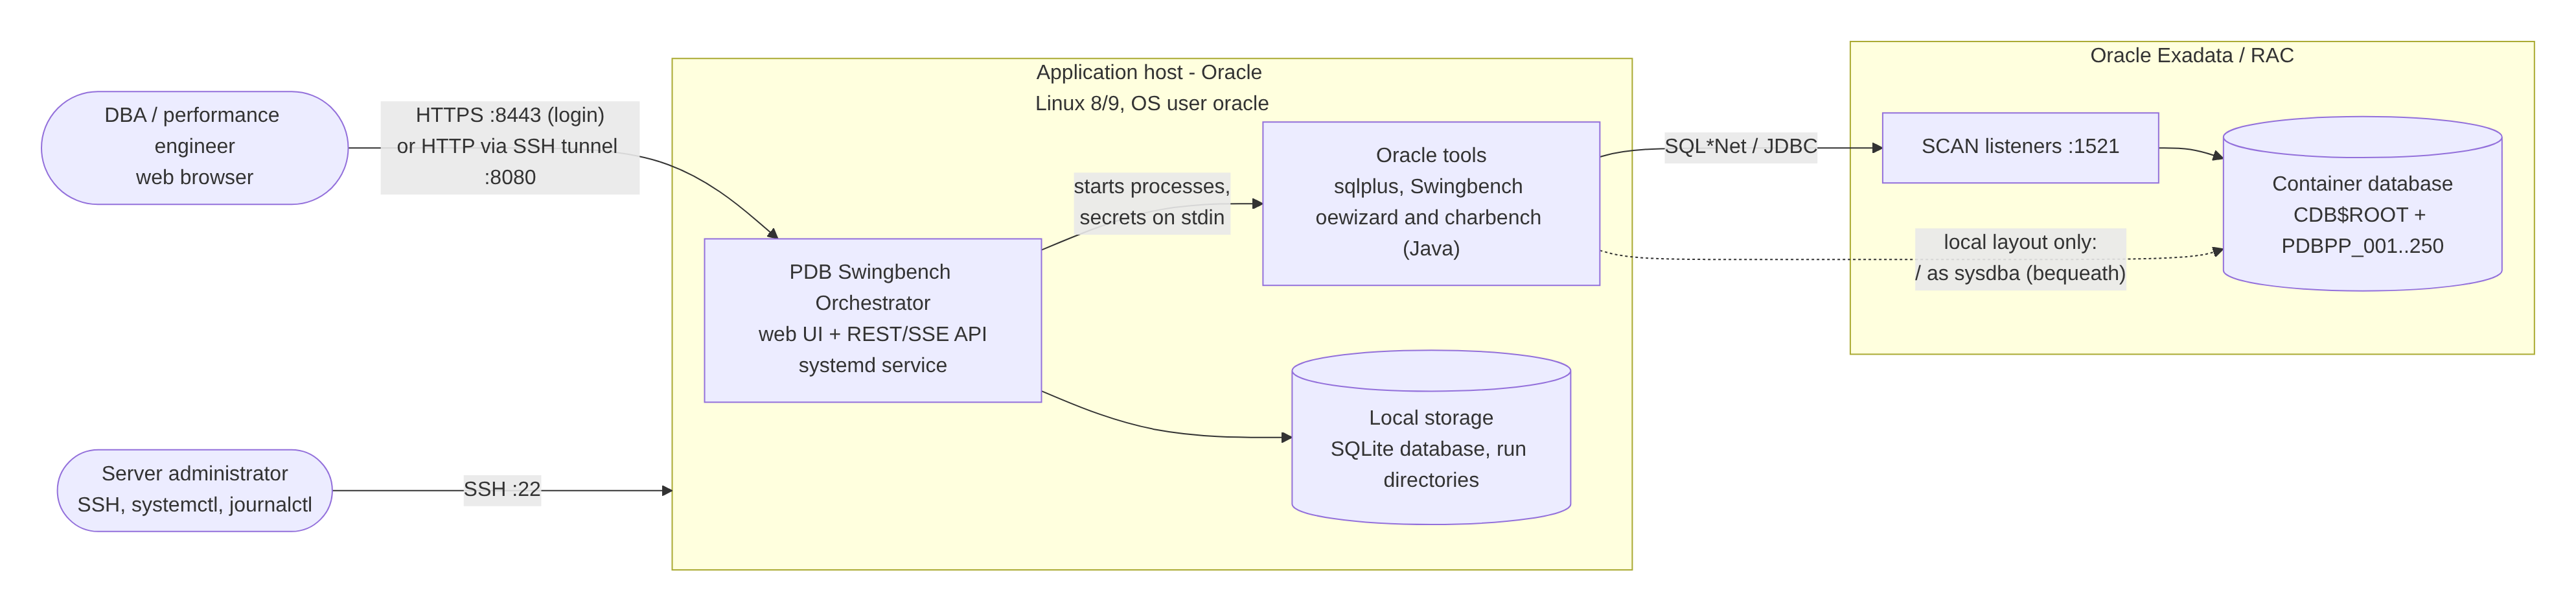 DBA / performance
engineer
web browser
HTTPS :8443 (login)
or HTTP via SSH tunnel
:8080
Server administrator
SSH, systemctl, journalctl
SSH :22
Application host - Oracle
Linux 8/9, OS user oracle
PDB Swingbench
Orchestrator
web UI + REST/SSE API
systemd service
starts processes,
secrets on stdin
Oracle tools
sqlplus, Swingbench
oewizard and charbench
(Java)
Local storage
SQLite database, run
directories
SQL*Net / JDBC
local layout only:
/ as sysdba (bequeath)
Oracle Exadata / RAC
SCAN listeners :1521
Container database
CDB$ROOT +
PDBPP_001..250